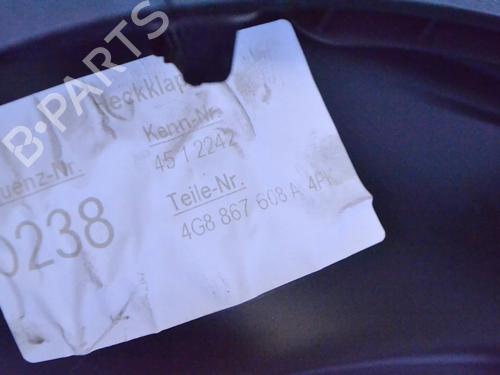 B-PARTS
Heckklap
Kenn-Nr.
45 1 2242
uenz-Nr.
0238
Teile-Nr.
4G8 867 608 A 4PK